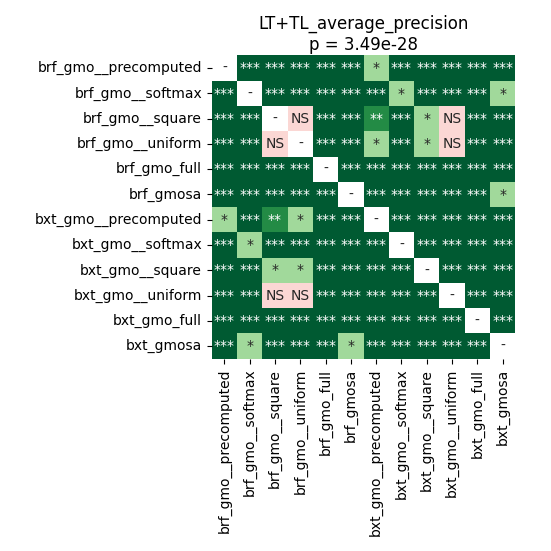 LT+TL_average_precision
p = 3.49e-28
brf_gmo__precomputed - *** *** *** *** *** * *** *** *** *** ***
brf_gmo__softmax *** - *** *** *** *** *** * *** *** *** *
brf_gmo__square *** *** - NS *** *** ** *** * NS *** ***
brf_gmo__uniform *** *** NS - *** *** * *** * NS *** ***
brf_gmo_full *** *** *** *** - *** *** *** *** *** *** ***
brf_gmosa *** *** *** *** *** - *** *** *** *** *** *
bxt_gmo__precomputed * *** ** * *** *** - *** *** *** *** ***
bxt_gmo__softmax *** * *** *** *** *** *** - *** *** *** ***
bxt_gmo__square *** *** * * *** *** *** *** - *** *** ***
bxt_gmo__uniform *** *** NS NS *** *** *** *** *** - *** ***
bxt_gmo_full *** *** *** *** *** *** *** *** *** *** - ***
bxt_gmosa *** * *** *** *** * *** *** *** *** *** -
brf_gmo__precomputed
brf_gmo__softmax
brf_gmo__square
brf_gmo__uniform
brf_gmo_full
brf_gmosa
bxt_gmo__precomputed
bxt_gmo__softmax
bxt_gmo__square
bxt_gmo__uniform
bxt_gmo_full
bxt_gmosa